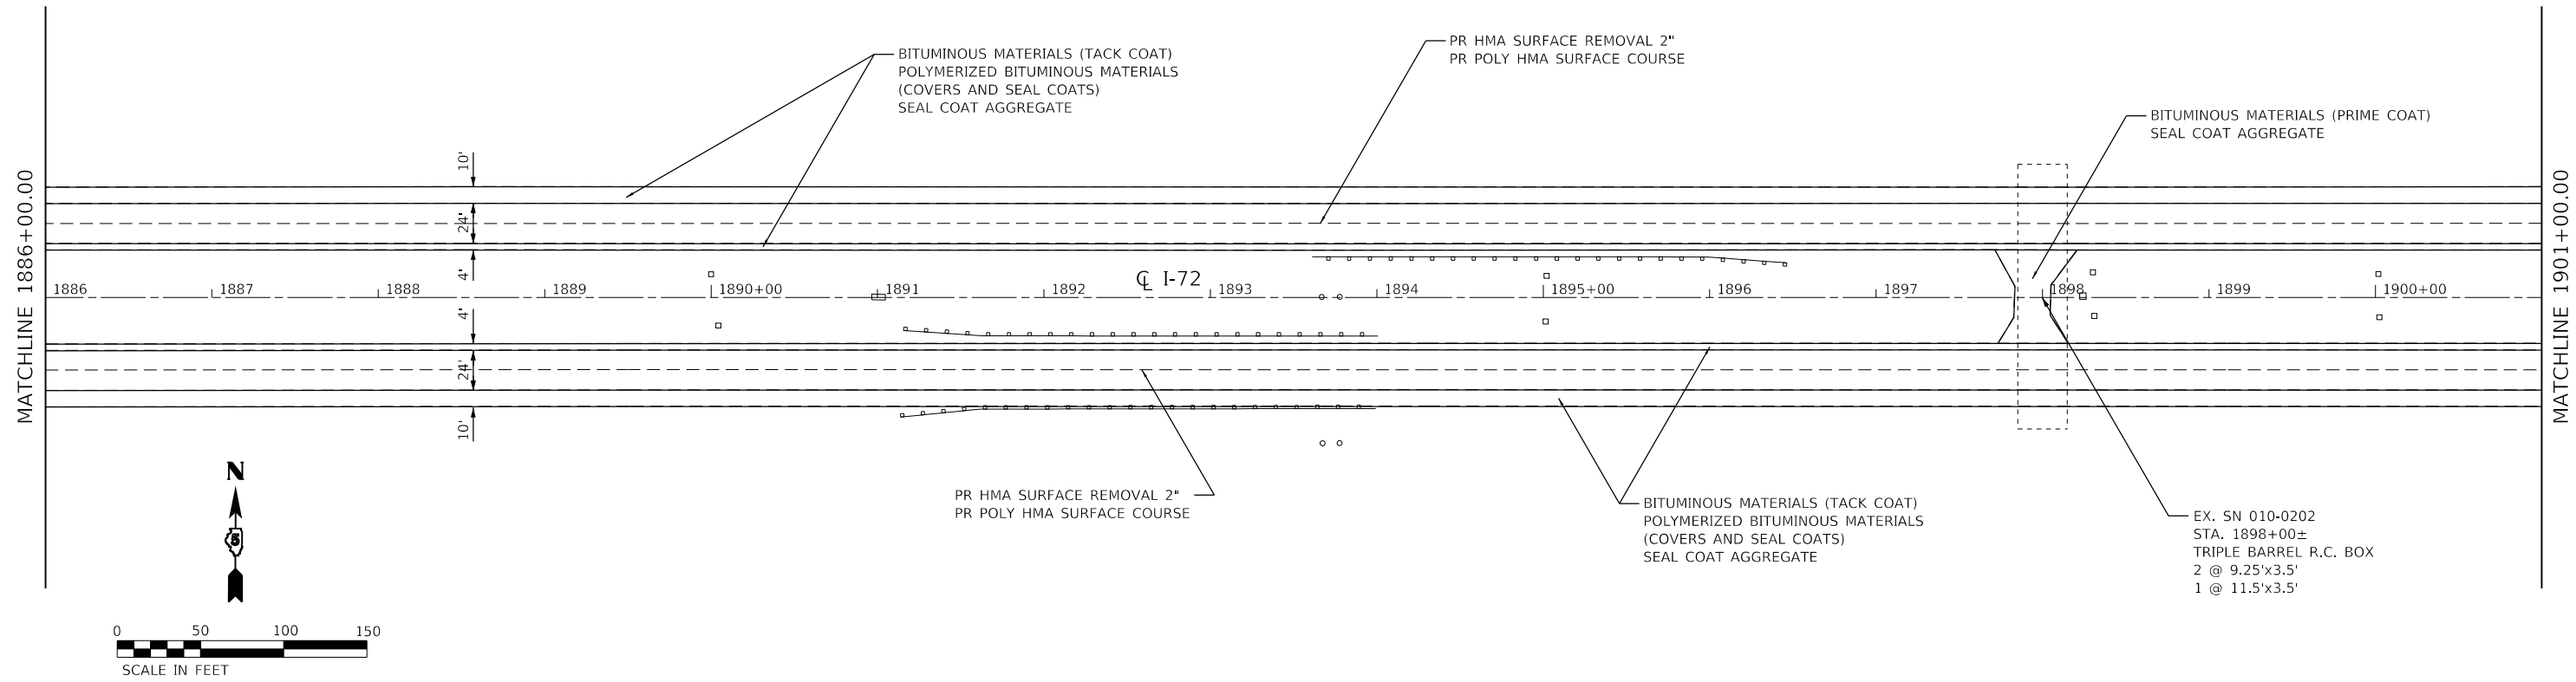 BITUMINOUS MATERIALS (TACK COAT)
POLYMERIZED BITUMINOUS MATERIALS
(COVERS AND SEAL COATS)
SEAL COAT AGGREGATE
PR HMA SURFACE REMOVAL 2"
PR POLY HMA SURFACE COURSE
BITUMINOUS MATERIALS (PRIME COAT)
SEAL COAT AGGREGATE
MATCHLINE 1886+00.00
MATCHLINE 1901+00.00
10'
24'
4'
4'
24'
10'
℄ I-72
1886
1887
1888
1889
1890+00
1891
1892
1893
1894
1895+00
1896
1897
1898
1899
1900+00
PR HMA SURFACE REMOVAL 2"
PR POLY HMA SURFACE COURSE
BITUMINOUS MATERIALS (TACK COAT)
POLYMERIZED BITUMINOUS MATERIALS
(COVERS AND SEAL COATS)
SEAL COAT AGGREGATE
EX. SN 010-0202
STA. 1898+00±
TRIPLE BARREL R.C. BOX
2 @ 9.25'x3.5'
1 @ 11.5'x3.5'
N
5
0 50 100 150
SCALE IN FEET